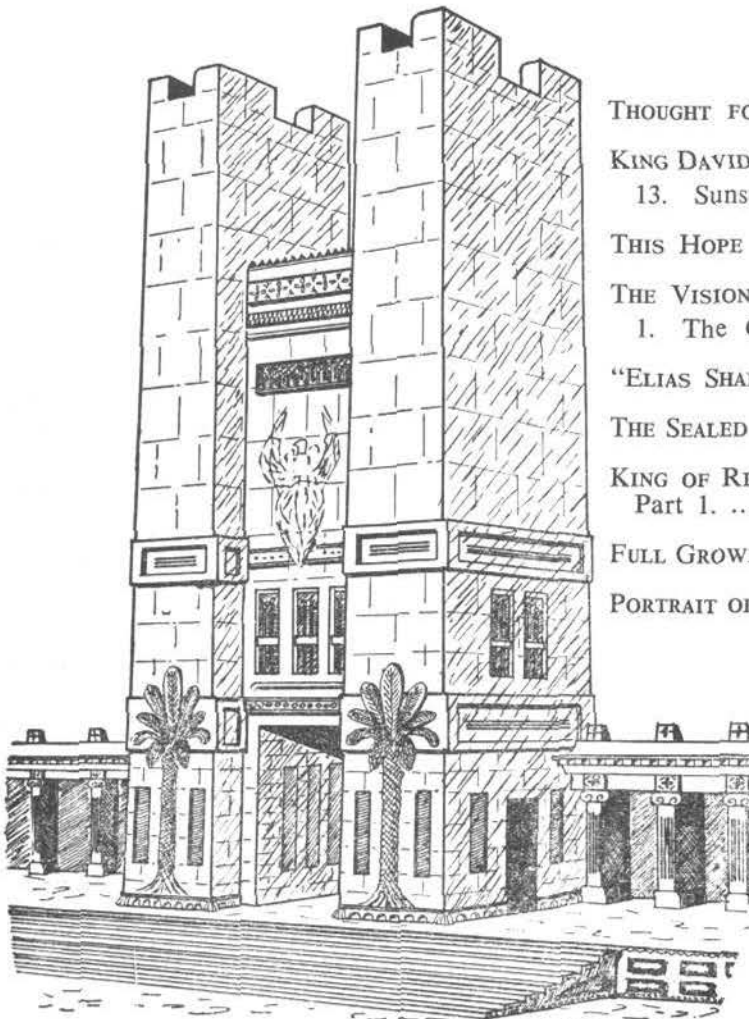 THOUGHT FO
KING DAVID
13. Suns
THIS HOPE
THE VISION
1. The
“ELIAS SHA
THE SEALED
KING OF RE
Part 1. ..
FULL GROW
PORTRAIT O